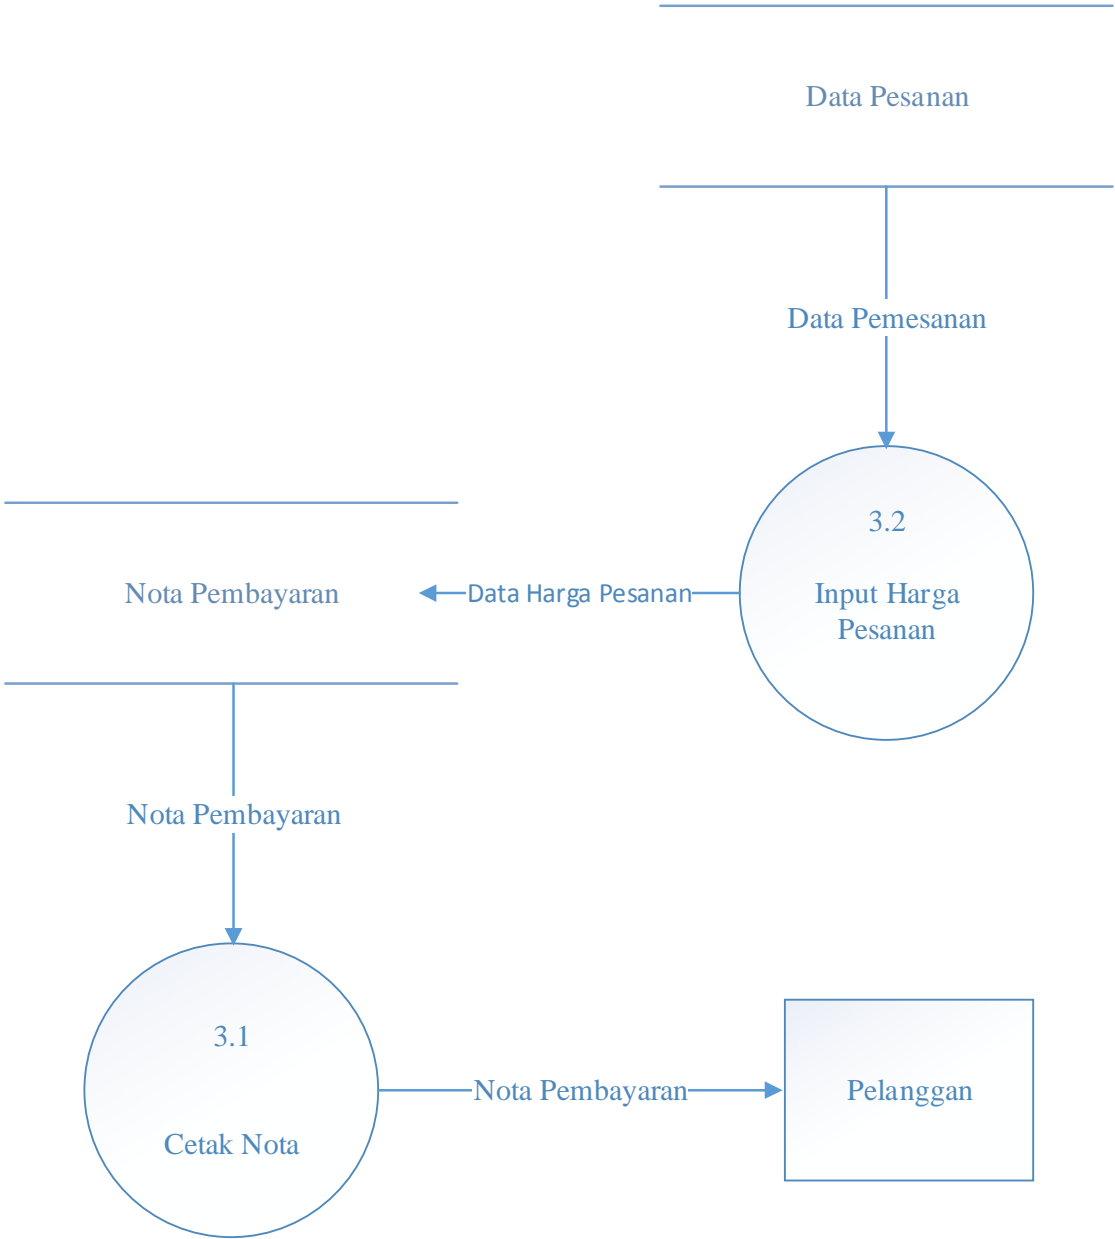 Data Pesanan
Data Pemesanan
3.2
Input Harga
Pesanan
Data Harga Pesanan
Nota Pembayaran
Nota Pembayaran
3.1
Cetak Nota
Nota Pembayaran
Pelanggan